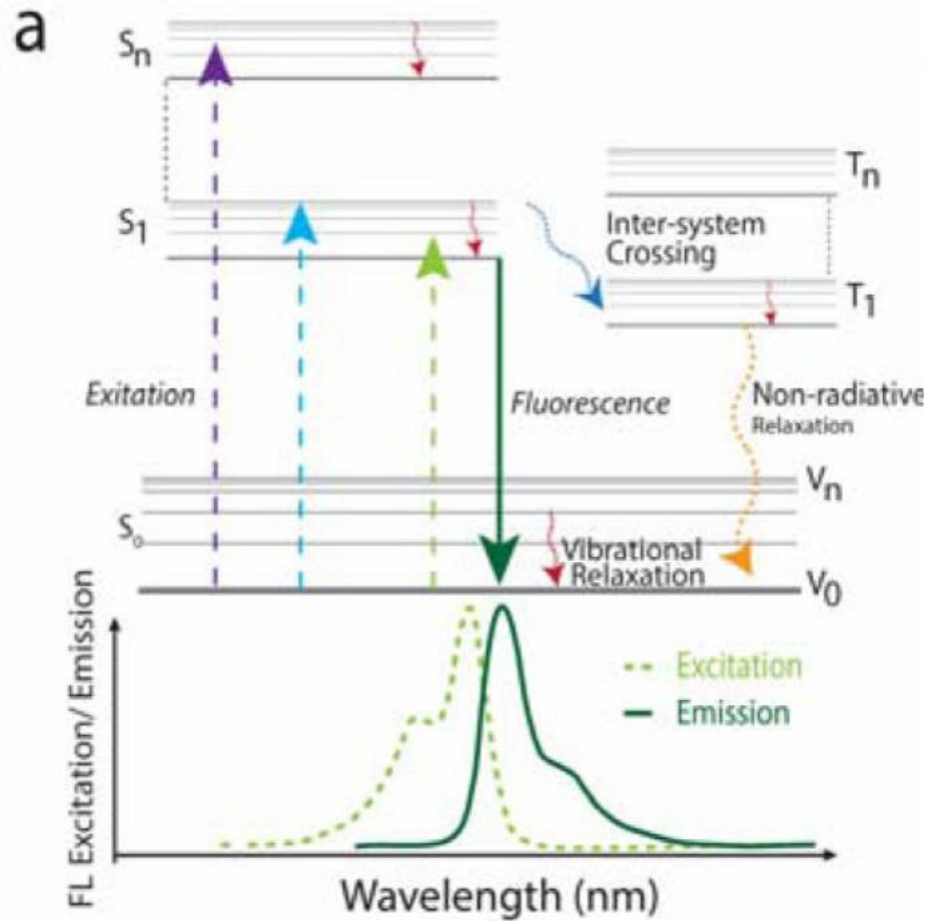 a
Sn
Tn
S1
Inter-system
Crossing
T1
Exitation
Fluorescence
Non-radiative
Relaxation
Vn
So
Vibrational
Relaxation
V0
FL Excitation/ Emission
Excitation
Emission
Wavelength (nm)